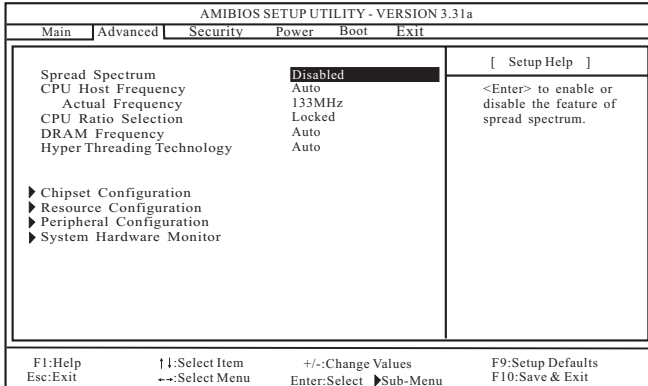 AMIBIOS SETUP UTILITY - VERSION 3.31a
Main Advanced Security Power Boot Exit
[ Setup Help ]
Spread Spectrum Disabled
CPU Host Frequency Auto
Actual Frequency 133MHz
CPU Ratio Selection Locked
DRAM Frequency Auto
Hyper Threading Technology Auto
Chipset Configuration
Resource Configuration
Peripheral Configuration
System Hardware Monitor
<Enter> to enable or
disable the feature of
spread spectrum.
F1:Help ↑↓:Select Item +/-:Change Values F9:Setup Defaults
Esc:Exit ←→:Select Menu Enter:Select ▶Sub-Menu F10:Save & Exit